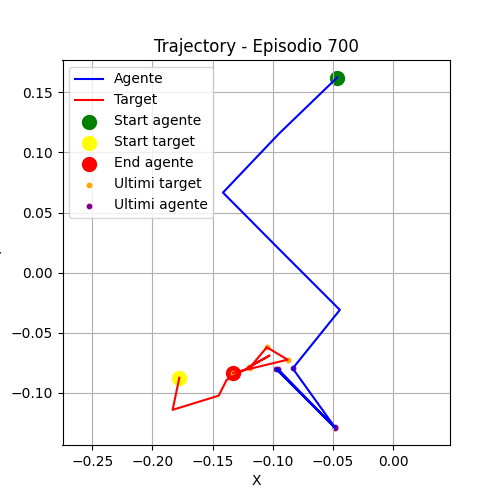 Trajectory - Episodio 700
Agente
Target
Start agente
Start target
End agente
Ultimi target
Ultimi agente
0.15
0.10
0.05
0.00
−0.05
−0.10
−0.25
−0.20
−0.15
−0.10
−0.05
0.00
X